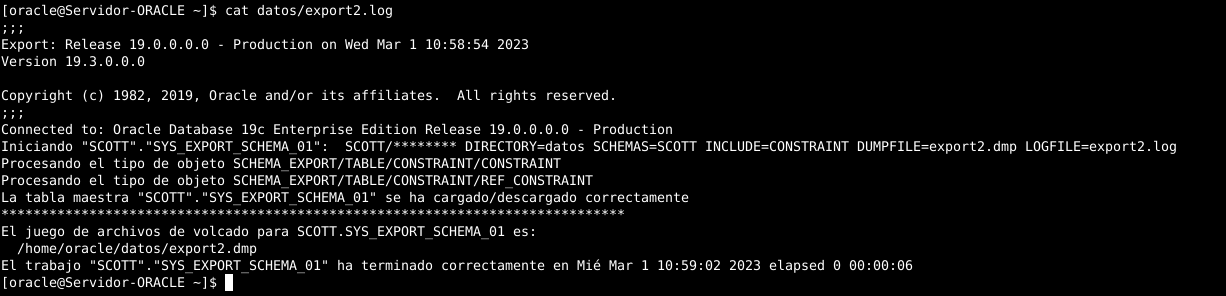 [oracle@Servidor-ORACLE ~]$ cat datos/export2.log
;;;
Export: Release 19.0.0.0.0 - Production on Wed Mar 1 10:58:54 2023
Version 19.3.0.0.0
Copyright (c) 1982, 2019, Oracle and/or its affiliates.  All rights reserved.
;;;
Connected to: Oracle Database 19c Enterprise Edition Release 19.0.0.0.0 - Production
Iniciando "SCOTT"."SYS_EXPORT_SCHEMA_01":  SCOTT/******** DIRECTORY=datos SCHEMAS=SCOTT INCLUDE=CONSTRAINT DUMPFILE=export2.dmp LOGFILE=export2.log
Procesando el tipo de objeto SCHEMA_EXPORT/TABLE/CONSTRAINT/CONSTRAINT
Procesando el tipo de objeto SCHEMA_EXPORT/TABLE/CONSTRAINT/REF_CONSTRAINT
La tabla maestra "SCOTT"."SYS_EXPORT_SCHEMA_01" se ha cargado/descargado correctamente
******************************************************************************
El juego de archivos de volcado para SCOTT.SYS_EXPORT_SCHEMA_01 es:
  /home/oracle/datos/export2.dmp
El trabajo "SCOTT"."SYS_EXPORT_SCHEMA_01" ha terminado correctamente en Mié Mar 1 10:59:02 2023 elapsed 0 00:00:06
[oracle@Servidor-ORACLE ~]$